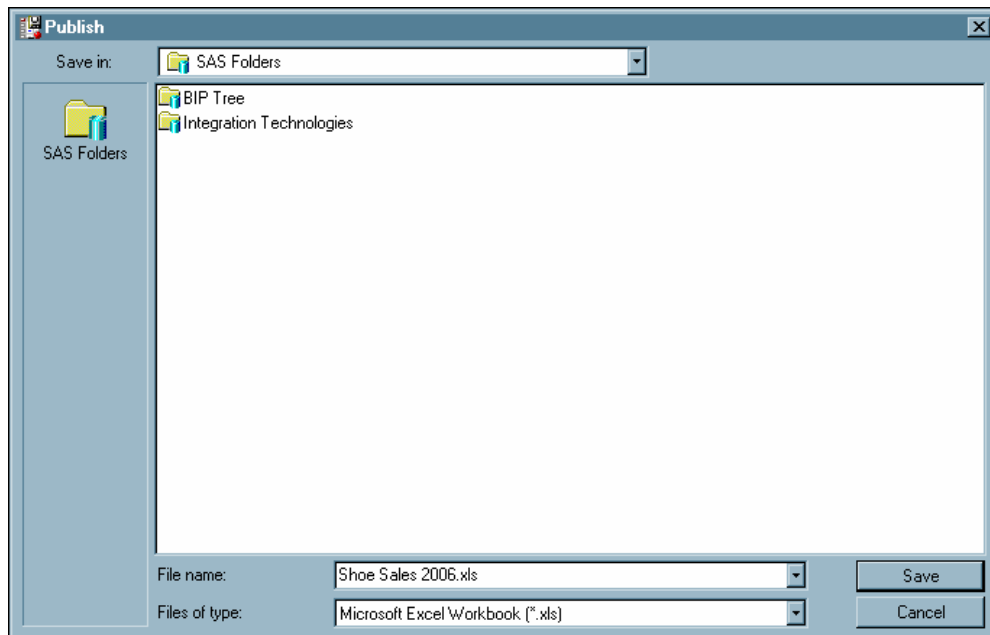 Publish
Save in:
SAS Folders
SAS Folders
BIP Tree
Integration Technologies
File name:
Shoe Sales 2006.xls
Save
Files of type:
Microsoft Excel Workbook (*.xls)
Cancel